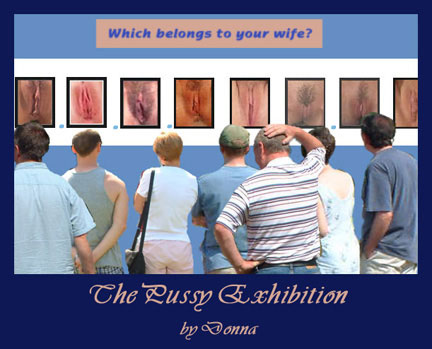 Which belongs to your wife?
The Pussy Exhibition
by Donna